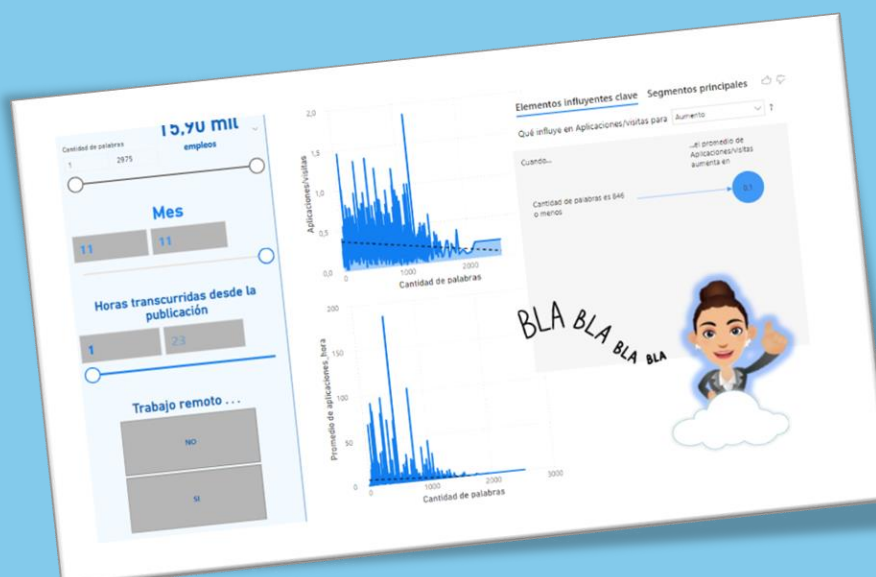 15,90 mil
empleos
Cantidad de palabras
1 2975
Mes
11 11
Horas transcurridas desde la
publicación
1 23
Trabajo remoto ...
NO
SI
2,0
1,5
1,0
0,5
0,0
Aplicaciones/visitas
0 1000 2000
Cantidad de palabras
200
150
100
50
0
Promedio de aplicaciones_hora
0 1000 2000 3000
Cantidad de palabras
Elementos influyentes clave Segmentos principales
Qué influye en Aplicaciones/visitas para Aumento ?
Cuando...
...el promedio de
Aplicaciones/visitas
aumenta en
Cantidad de palabras es 846
o menos
0,1
BLA BLA BLA BLA